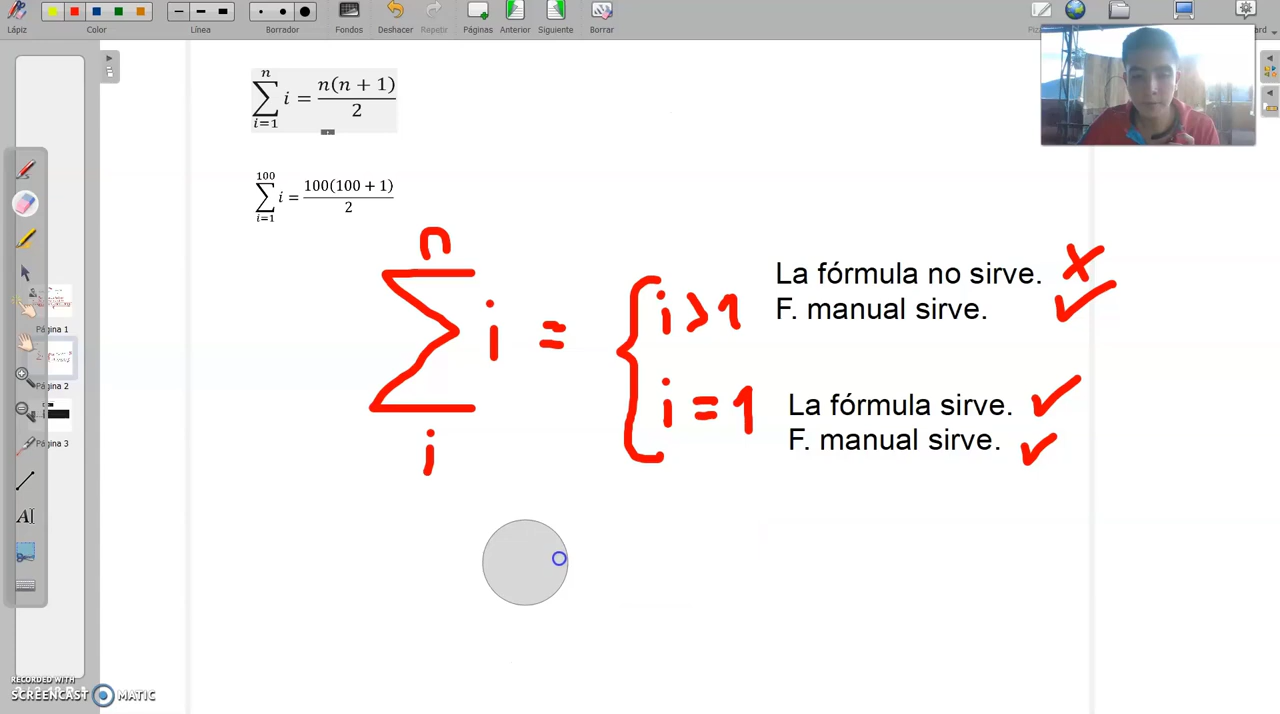 Lápiz Color Línea Borrador Fondos Deshacer Repetir Páginas Anterior Siguiente Borrar
n
∑ i = n(n + 1)
i=1 2
100
∑ i = 100(100 + 1)
i=1 2
n
∑ i = { i > 1
i
i = 1
La fórmula no sirve. ✗
F. manual sirve. ✓
La fórmula sirve. ✓
F. manual sirve. ✓
Página 1
Página 2
Página 3
RECORDED WITH
SCREENCAST MATIC